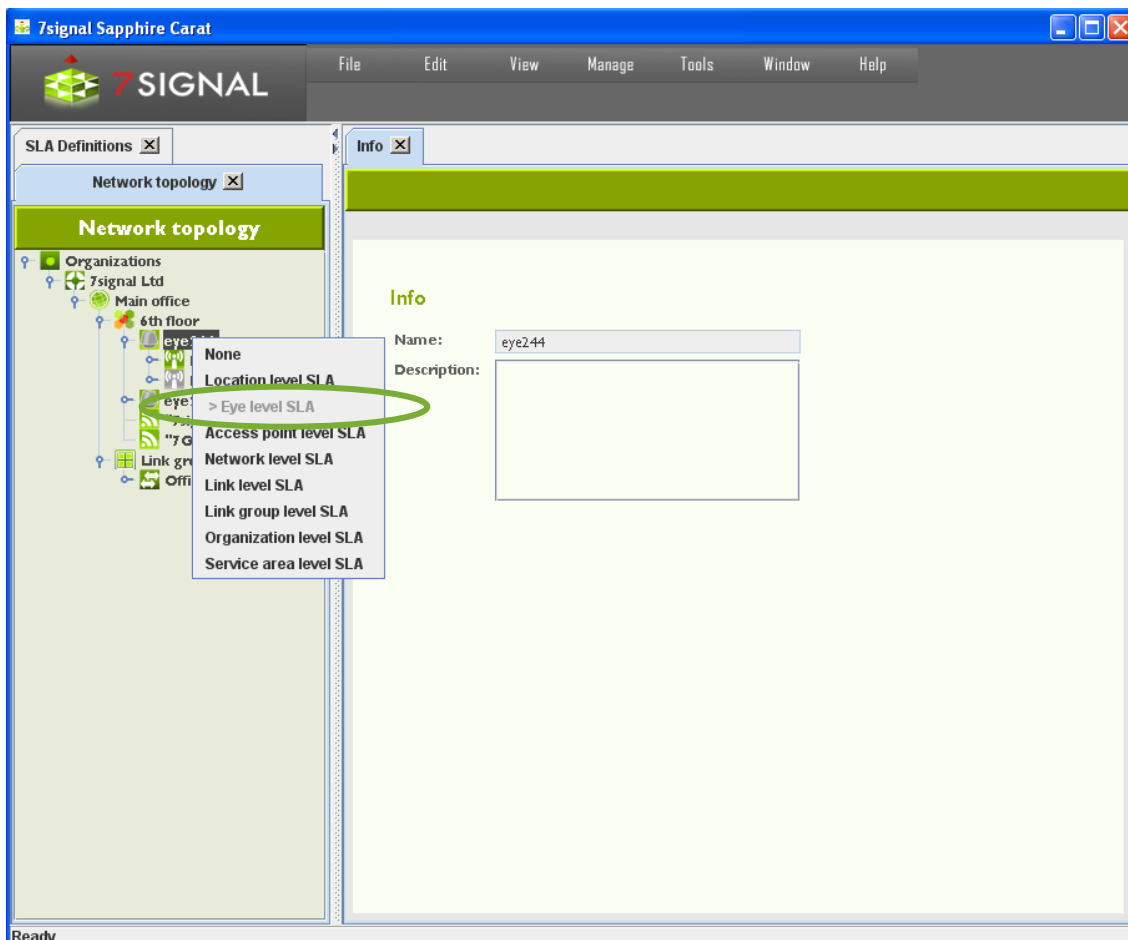 7signal Sapphire Carat
7 SIGNAL
File Edit View Manage Tools Window Help
SLA Definitions
Network topology
Network topology
Organizations
7signal Ltd
Main office
6th floor
Link
Info
Info
Name: eye244
Description:
None
Location level SLA
> Eye level SLA
Access point level SLA
Network level SLA
Link level SLA
Link group level SLA
Organization level SLA
Service area level SLA
Ready